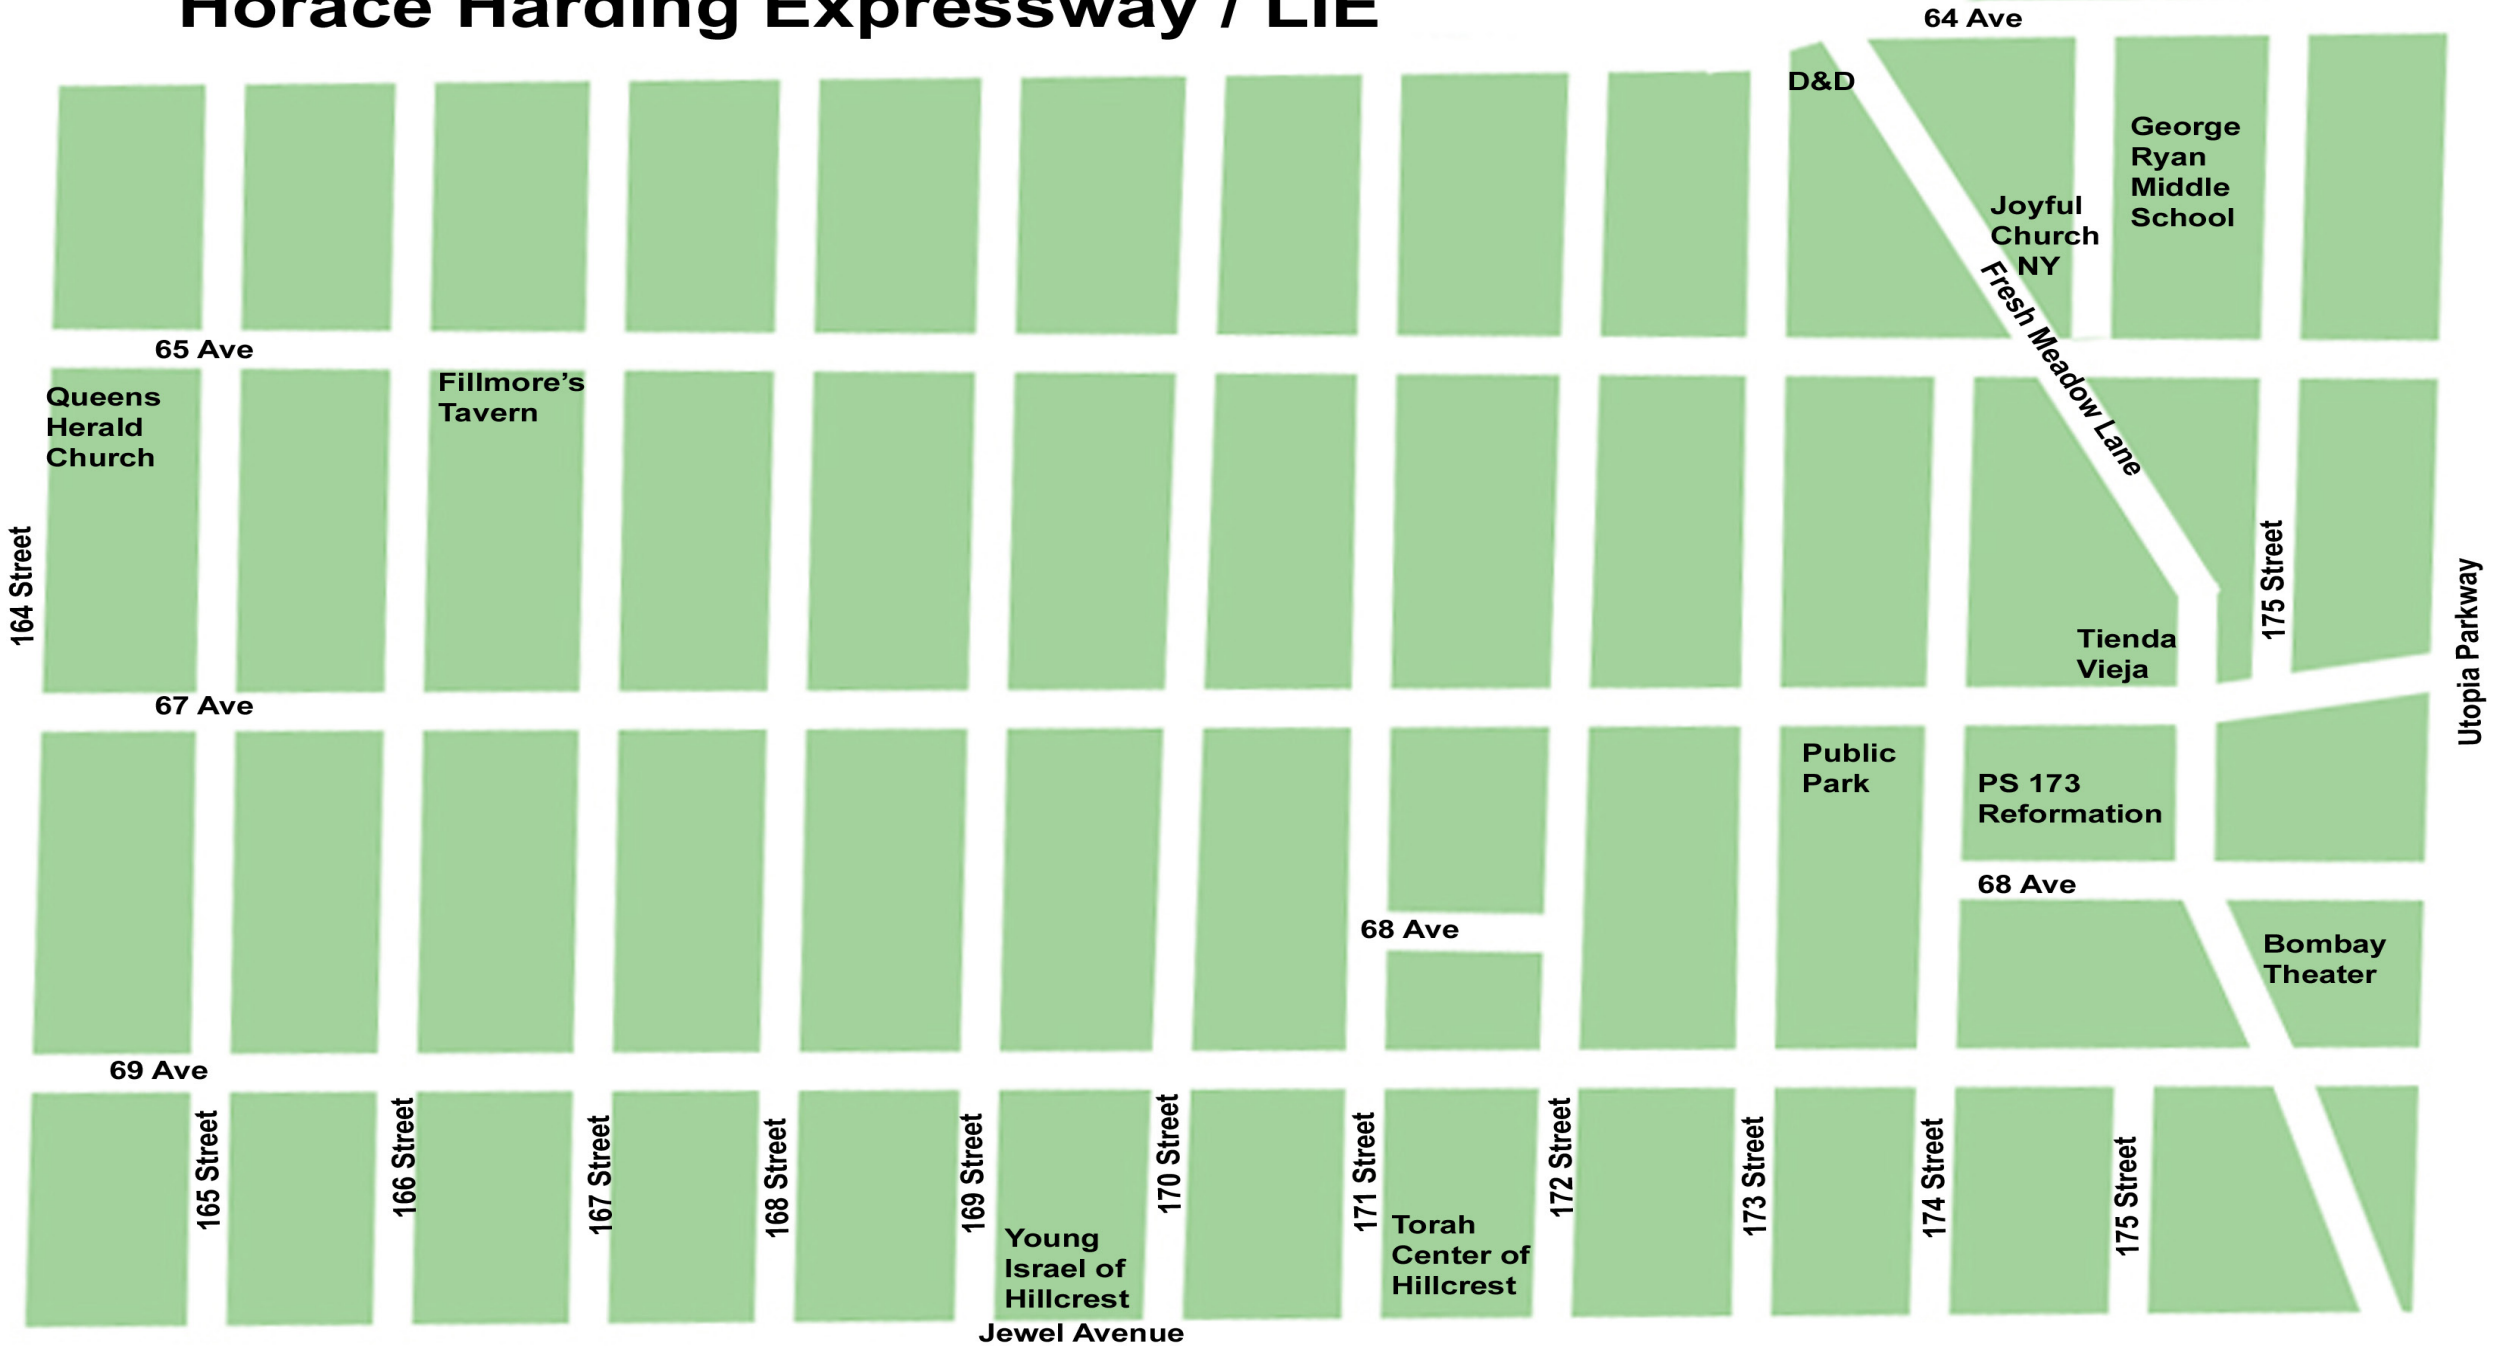 Horace Harding Expressway / LIE
64 Ave
D&D
George
Ryan
Middle
School
Joyful
Church
NY
Fresh Meadow Lane
65 Ave
Queens
Herald
Church
Fillmore’s
Tavern
164 Street
175 Street
Utopia Parkway
Tienda
Vieja
67 Ave
Public
Park
PS 173
Reformation
68 Ave
68 Ave
Bombay
Theater
69 Ave
165 Street
166 Street
167 Street
168 Street
169 Street
170 Street
171 Street
172 Street
173 Street
174 Street
175 Street
Young
Israel of
Hillcrest
Torah
Center of
Hillcrest
Jewel Avenue